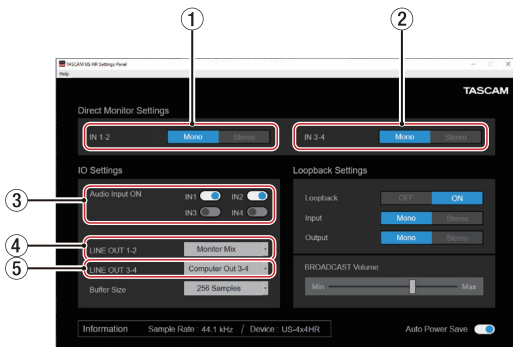 ① ②
TASCAM US-HR Settings Panel
Help
TASCAM
Direct Monitor Settings
IN 1-2 Mono Stereo IN 3-4 Mono Stereo
IO Settings Loopback Settings
③ Audio Input ON IN1 IN2
IN3 IN4
Loopback OFF ON
Input Mono Stereo
Output Mono Stereo
④ LINE OUT 1-2 Monitor Mix
⑤ LINE OUT 3-4 Computer Out 3-4
Buffer Size 256 Samples
BROADCAST Volume
Min Max
Information Sample Rate : 44.1 kHz / Device : US-4x4HR Auto Power Save